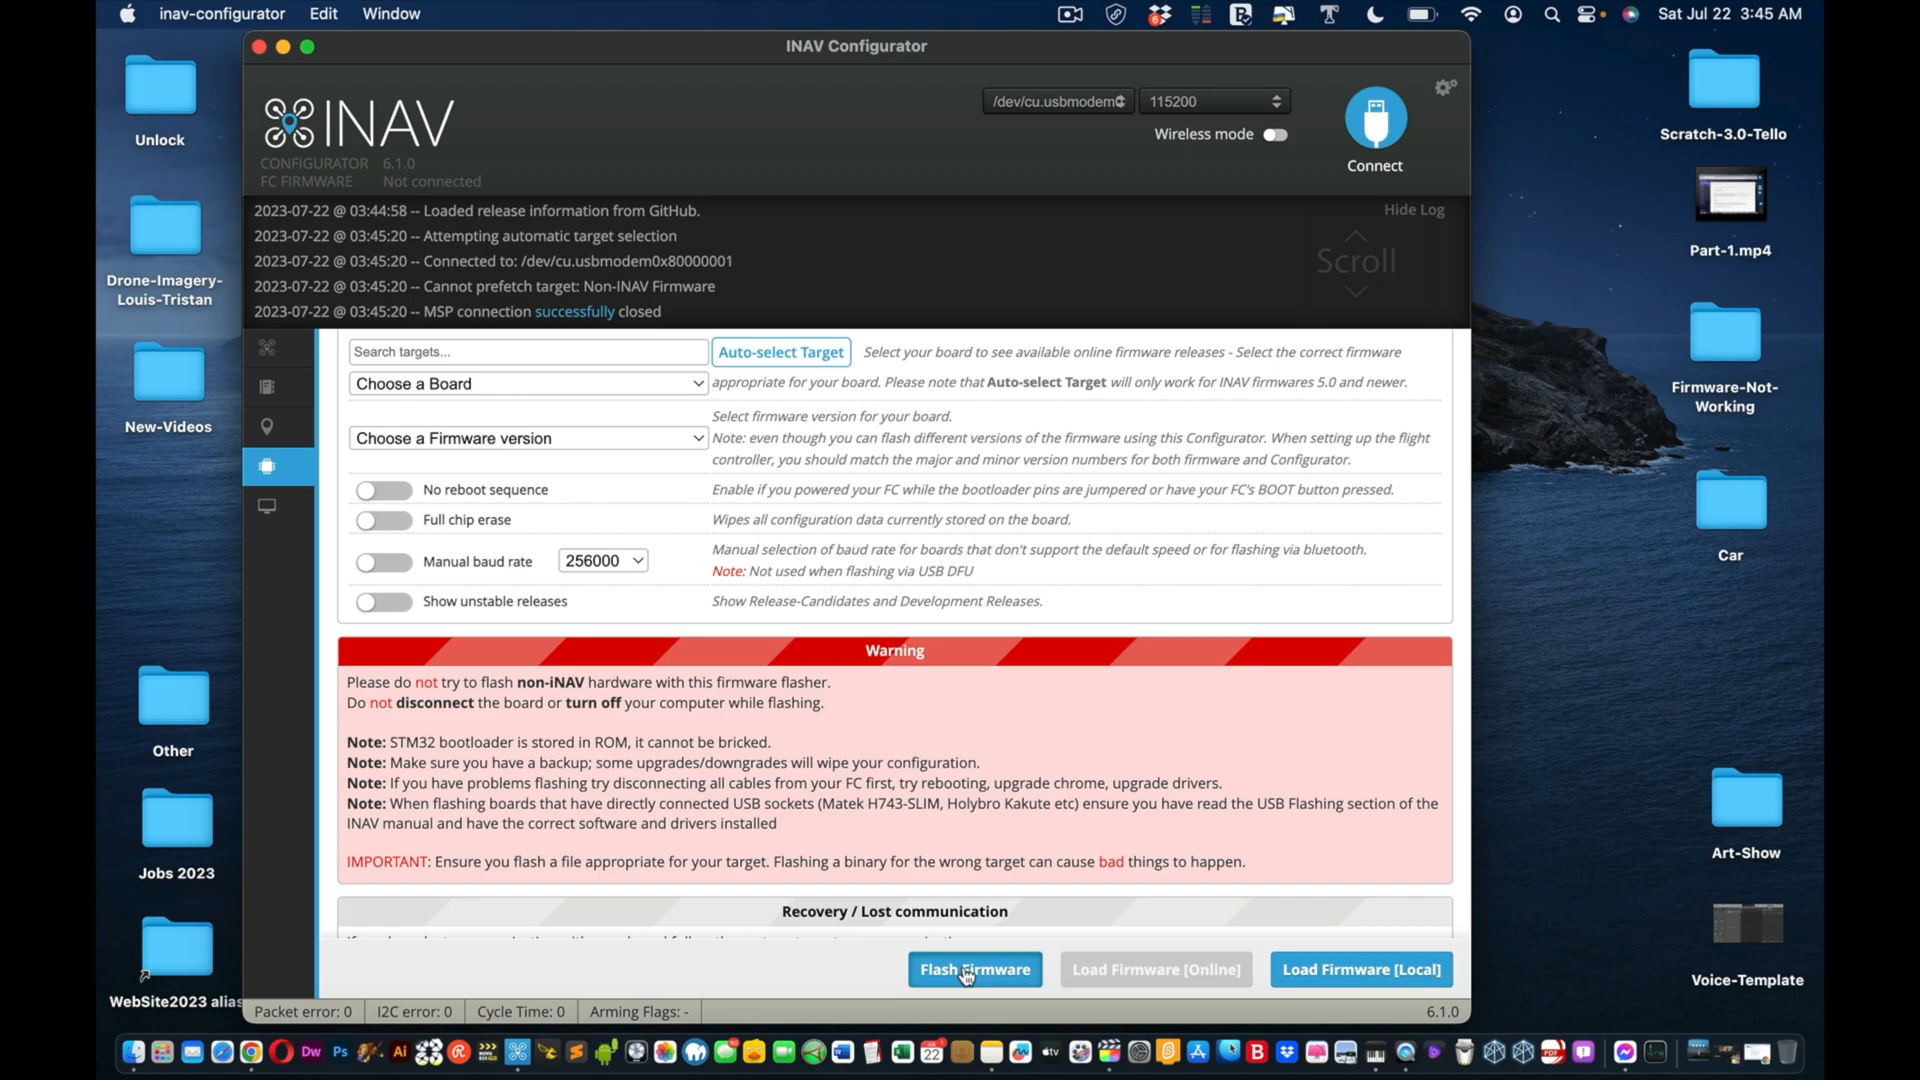 inav-configurator Edit Window
Sat Jul 22 3:45 AM
INAV Configurator
INAV
CONFIGURATOR 6.1.0
FC FIRMWARE Not connected
/dev/cu.usbmodem0
115200
Wireless mode
Connect
2023-07-22 @ 03:44:58 -- Loaded release information from GitHub.
Hide Log
2023-07-22 @ 03:45:20 -- Attempting automatic target selection
2023-07-22 @ 03:45:20 -- Connected to: /dev/cu.usbmodem0x80000001
Scroll
2023-07-22 @ 03:45:20 -- Cannot prefetch target: Non-INAV Firmware
2023-07-22 @ 03:45:20 -- MSP connection successfully closed
Search targets...
Auto-select Target
Select your board to see available online firmware releases - Select the correct firmware
Choose a Board
appropriate for your board. Please note that Auto-select Target will only work for INAV firmwares 5.0 and newer.
Select firmware version for your board.
Choose a Firmware version
Note: even though you can flash different versions of the firmware using this Configurator. When setting up the flight
controller, you should match the major and minor version numbers for both firmware and Configurator.
No reboot sequence
Enable if you powered your FC while the bootloader pins are jumpered or have your FC's BOOT button pressed.
Full chip erase
Wipes all configuration data currently stored on the board.
Manual baud rate
256000
Manual selection of baud rate for boards that don't support the default speed or for flashing via bluetooth.
Note: Not used when flashing via USB DFU
Show unstable releases
Show Release-Candidates and Development Releases.
Warning
Please do not try to flash non-iNAV hardware with this firmware flasher.
Do not disconnect the board or turn off your computer while flashing.
Note: STM32 bootloader is stored in ROM, it cannot be bricked.
Note: Make sure you have a backup; some upgrades/downgrades will wipe your configuration.
Note: If you have problems flashing try disconnecting all cables from your FC first, try rebooting, upgrade chrome, upgrade drivers.
Note: When flashing boards that have directly connected USB sockets (Matek H743-SLIM, Holybro Kakute etc) ensure you have read the USB Flashing section of the
INAV manual and have the correct software and drivers installed
IMPORTANT: Ensure you flash a file appropriate for your target. Flashing a binary for the wrong target can cause bad things to happen.
Recovery / Lost communication
Flash Firmware
Load Firmware [Online]
Load Firmware [Local]
Packet error: 0
I2C error: 0
Cycle Time: 0
Arming Flags: -
6.1.0
Unlock
Drone-Imagery-
Louis-Tristan
New-Videos
Other
Jobs 2023
WebSite2023 alias
Scratch-3.0-Tello
Part-1.mp4
Firmware-Not-
Working
Car
Art-Show
Voice-Template
Dw
Ps
Ai
22
tv
B